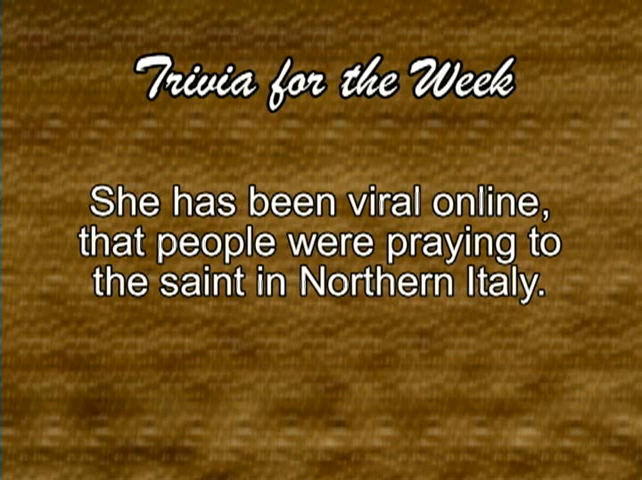 Trivia for the Week
She has been viral online,
that people were praying to
the saint in Northern Italy.